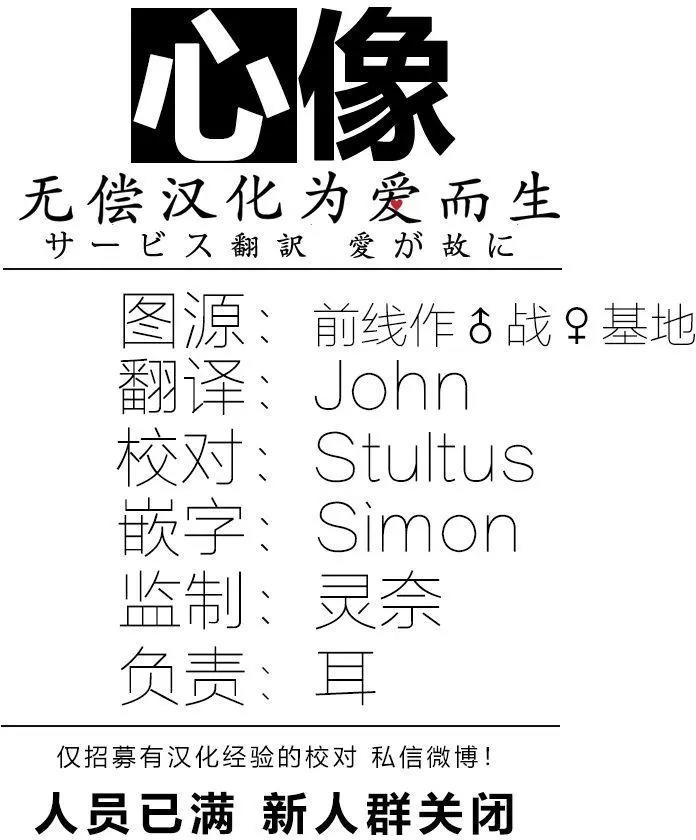 心像
无偿汉化为爱而生
サービス翻訳 愛が故に
图源：前线作♂战♀基地
翻译：John
校对：Stultus
嵌字：Simon
监制：灵奈
负责：耳
仅招募有汉化经验的校对 私信微博！
人员已满 新人群关闭